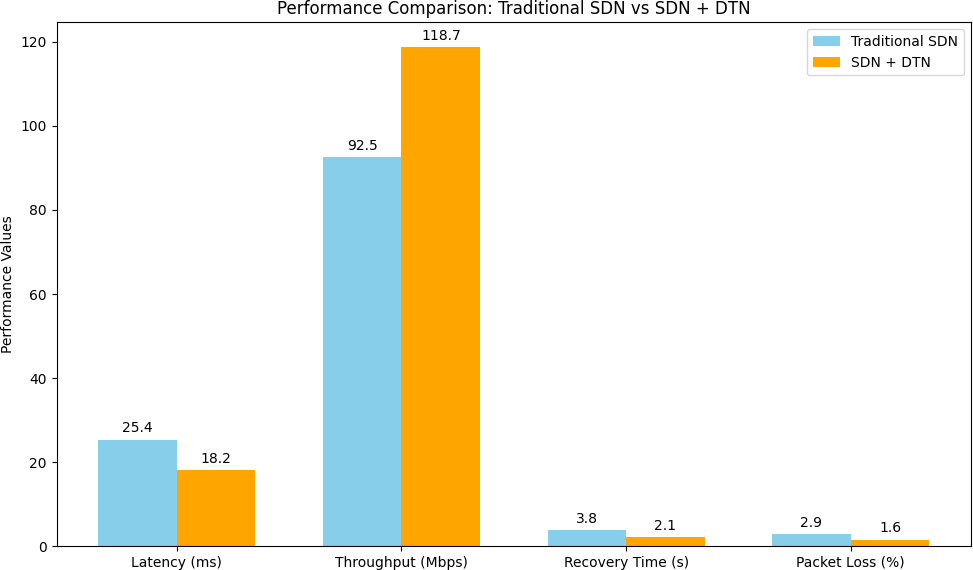 Performance Comparison: Traditional SDN vs SDN + DTN
Traditional SDN
SDN + DTN
Performance Values
120
100
80
60
40
20
0
25.4
18.2
92.5
118.7
3.8
2.1
2.9
1.6
Latency (ms)
Throughput (Mbps)
Recovery Time (s)
Packet Loss (%)